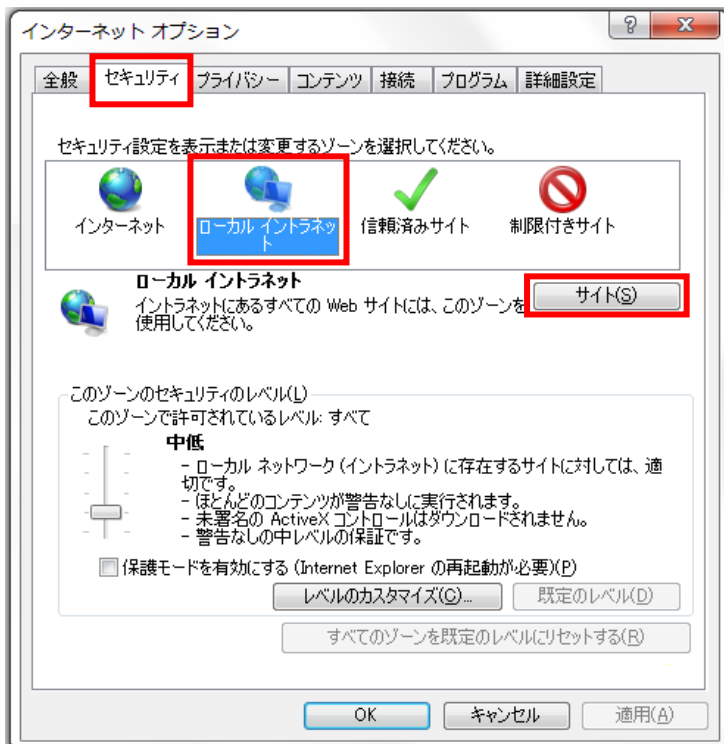 インターネット オプション
全般 セキュリティ プライバシー コンテンツ 接続 プログラム 詳細設定
セキュリティ設定を表示または変更するゾーンを選択してください。
インターネット
ローカル イントラネッ
ト
信頼済みサイト
制限付きサイト
ローカル イントラネット
イントラネットにあるすべての Web サイトには、このゾーンを
使用してください。
サイト(S)
このゾーンのセキュリティのレベル(L)
このゾーンで許可されているレベル: すべて
中低
- ローカル ネットワーク (イントラネット) に存在するサイトに対しては、適
切です。
- ほとんどのコンテンツが警告なしに実行されます。
- 未署名の ActiveX コントロールはダウンロードされません。
- 警告なしの中レベルの保証です。
保護モードを有効にする (Internet Explorer の再起動が必要)(P)
レベルのカスタマイズ(C)... 既定のレベル(D)
すべてのゾーンを既定のレベルにリセットする(R)
OK キャンセル 適用(A)